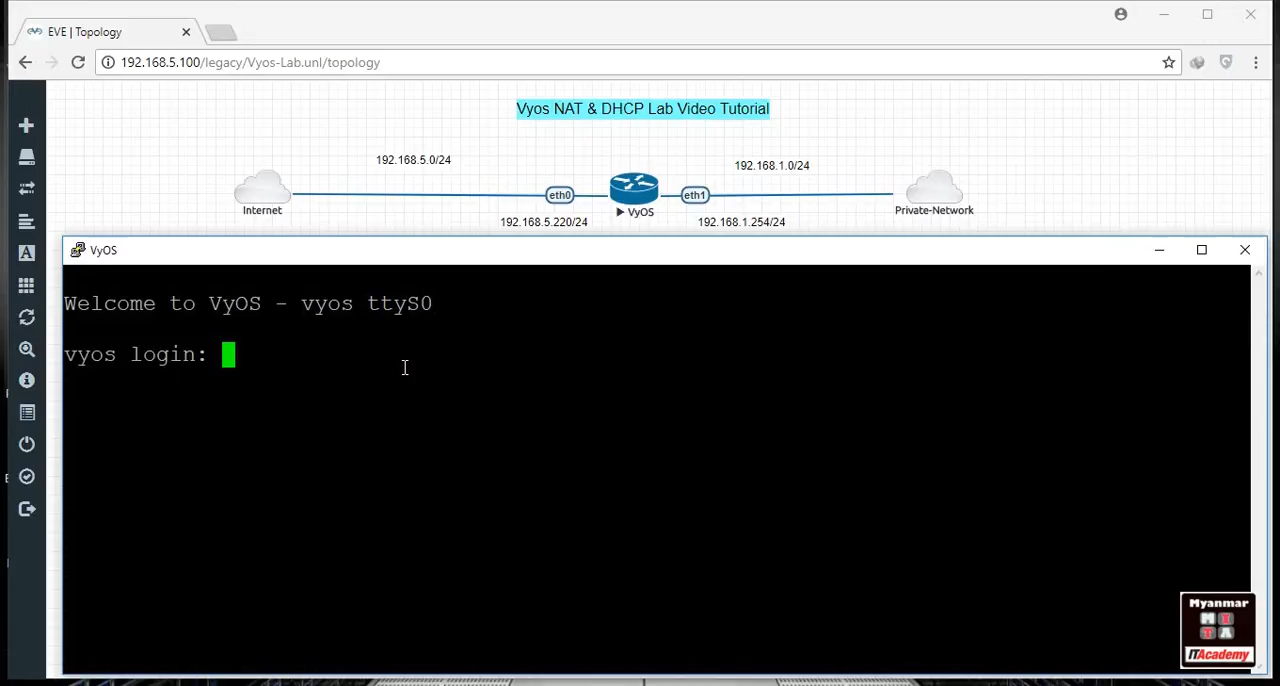 EVE | Topology
192.168.5.100/legacy/Vyos-Lab.unl/topology
Vyos NAT & DHCP Lab Video Tutorial
192.168.5.0/24
192.168.1.0/24
eth0
eth1
Internet
VyOS
Private-Network
192.168.5.220/24
192.168.1.254/24
VyOS
Welcome to VyOS - vyos ttyS0
vyos login:
Myanmar
M I
T A
ITAcademy